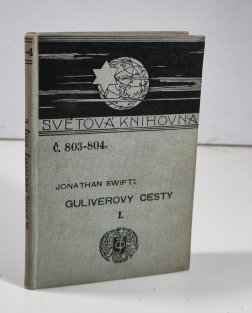 SVĚTOVÁ KNIHOVNA
Č. 803-804.
JONATHAN SWIFT:
GULIVEROVY CESTY
I.